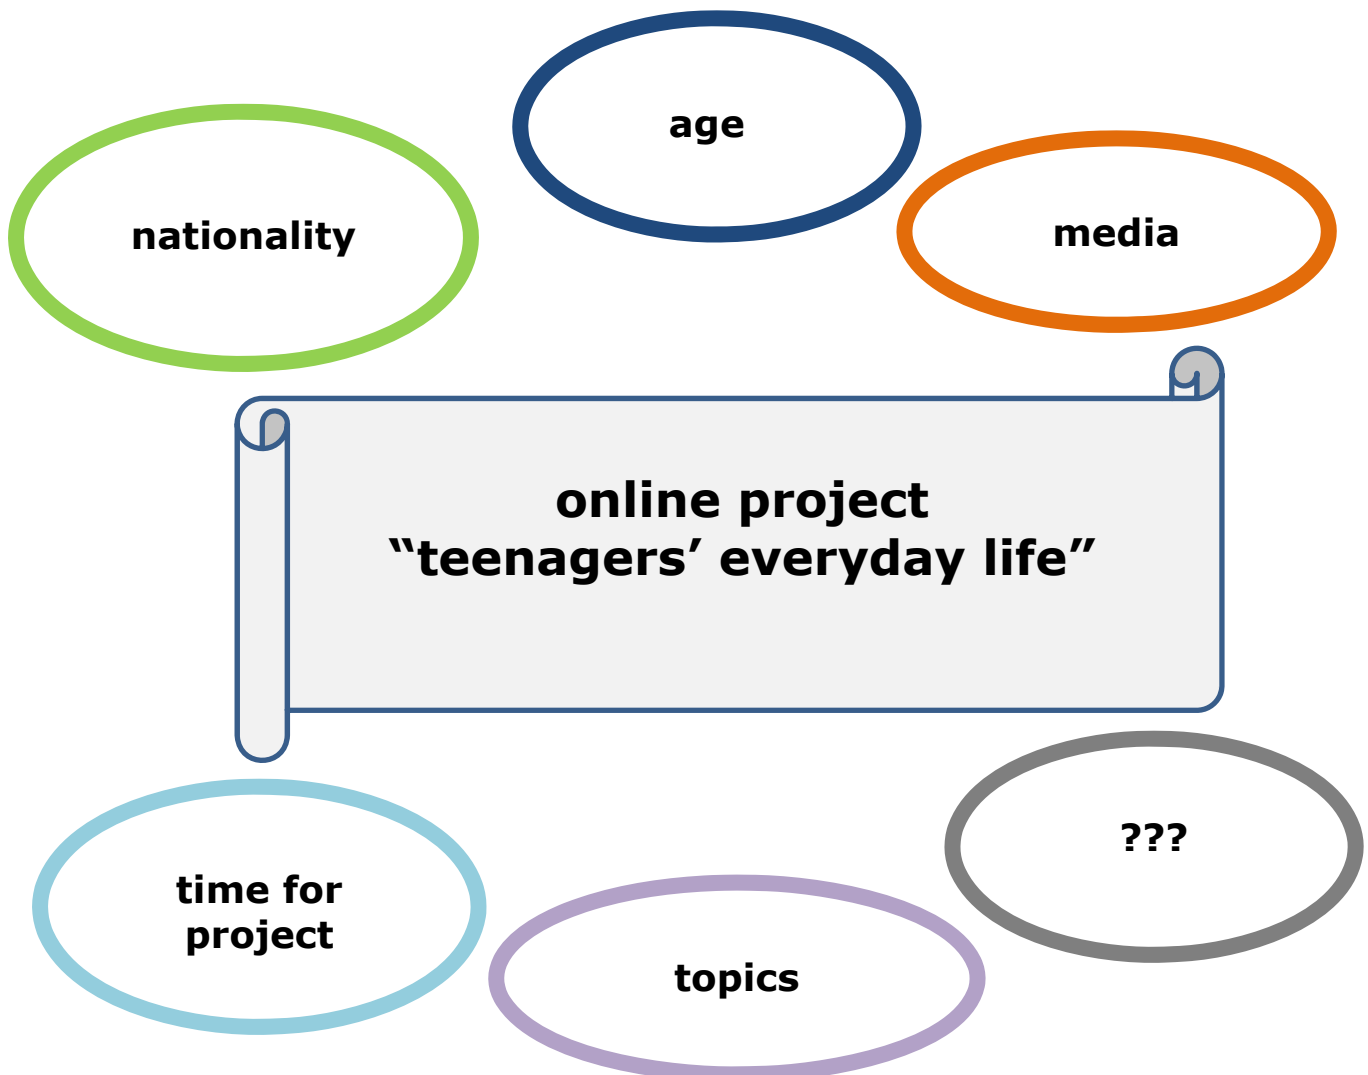 age
nationality
media
online project
“teenagers’ everyday life”
???
time for
project
topics